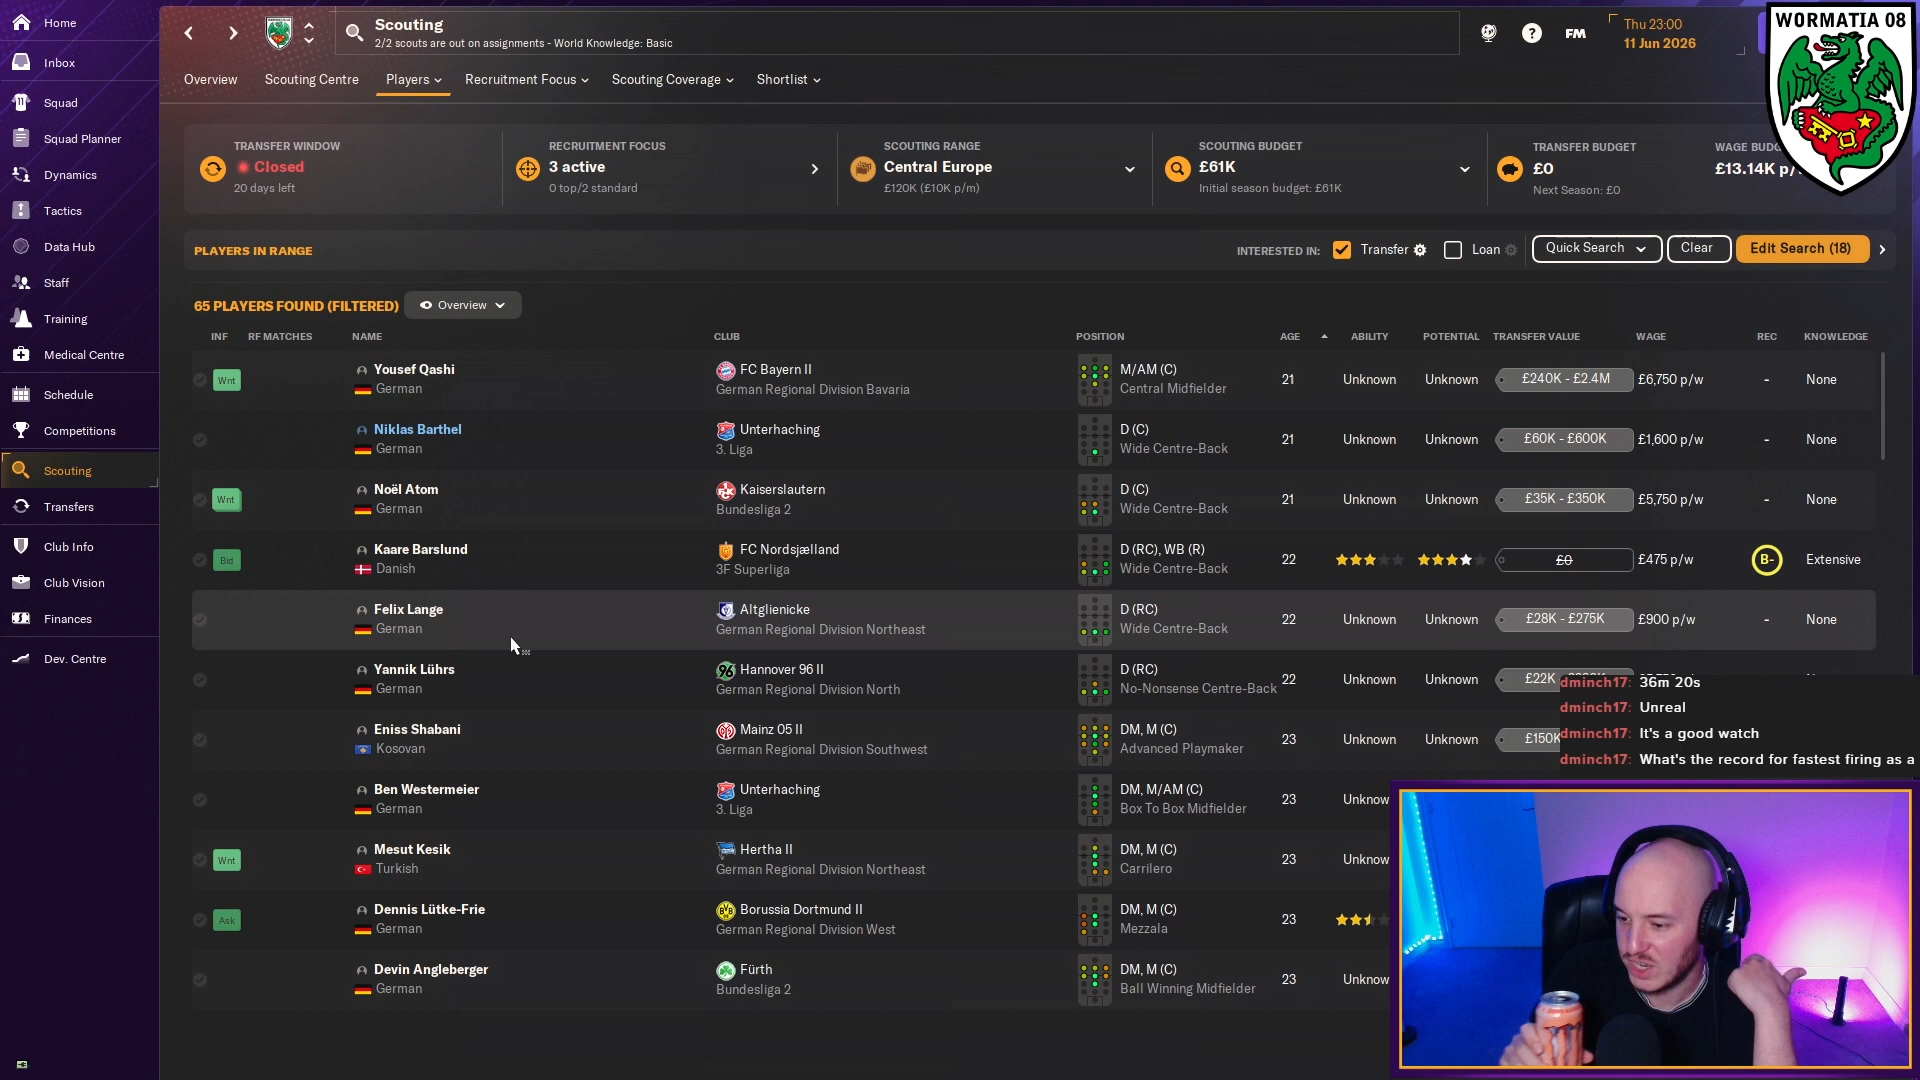 Home
Inbox
Squad
Squad Planner
Dynamics
Tactics
Data Hub
Staff
Training
Medical Centre
Schedule
Competitions
Scouting
Transfers
Club Info
Club Vision
Finances
Dev. Centre
Scouting
2/2 scouts are out on assignments - World Knowledge: Basic
FM
Thu 23:00
11 Jun 2026
WORMATIA 08
Overview Scouting Centre Players Recruitment Focus Scouting Coverage Shortlist
TRANSFER WINDOW
Closed
20 days left
RECRUITMENT FOCUS
3 active
0 top/2 standard
SCOUTING RANGE
Central Europe
£120K (£10K p/m)
SCOUTING BUDGET
£61K
Initial season budget: £61K
TRANSFER BUDGET
£0
Next Season: £0
£13.14K p/
PLAYERS IN RANGE
INTERESTED IN: Transfer Loan Quick Search Clear Edit Search (18)
65 PLAYERS FOUND (FILTERED) Overview
INF RF MATCHES NAME CLUB POSITION AGE ABILITY POTENTIAL TRANSFER VALUE WAGE REC KNOWLEDGE
Wnt Yousef Qashi FC Bayern II M/AM (C) 21 Unknown Unknown £240K - £2.4M £6,750 p/w - None
German German Regional Division Bavaria Central Midfielder
Niklas Barthel Unterhaching D (C) 21 Unknown Unknown £60K - £600K £1,600 p/w - None
German 3. Liga Wide Centre-Back
Wnt Noël Atom Kaiserslautern D (C) 21 Unknown Unknown £35K - £350K £5,750 p/w - None
German Bundesliga 2 Wide Centre-Back
Bid Kaare Barslund FC Nordsjælland D (RC), WB (R) 22 £0 £475 p/w B- Extensive
Danish 3F Superliga Wide Centre-Back
Felix Lange Altglienicke D (RC) 22 Unknown Unknown £28K - £275K £900 p/w - None
German German Regional Division Northeast Wide Centre-Back
Yannik Lührs Hannover 96 II D (RC) 22 Unknown Unknown £22K
German German Regional Division North No-Nonsense Centre-Back
Eniss Shabani Mainz 05 II DM, M (C) 23 Unknown Unknown £150K
Kosovan German Regional Division Southwest Advanced Playmaker
Ben Westermeier Unterhaching DM, M/AM (C) 23 Unknow
German 3. Liga Box To Box Midfielder
Wnt Mesut Kesik Hertha II DM, M (C) 23 Unknow
Turkish German Regional Division Northeast Carrilero
Ask Dennis Lütke-Frie Borussia Dortmund II DM, M (C) 23
German German Regional Division West Mezzala
Devin Angleberger Fürth DM, M (C) 23 Unknow
German Bundesliga 2 Ball Winning Midfielder
dminch17: 36m 20s
dminch17: Unreal
dminch17: It's a good watch
dminch17: What's the record for fastest firing as a